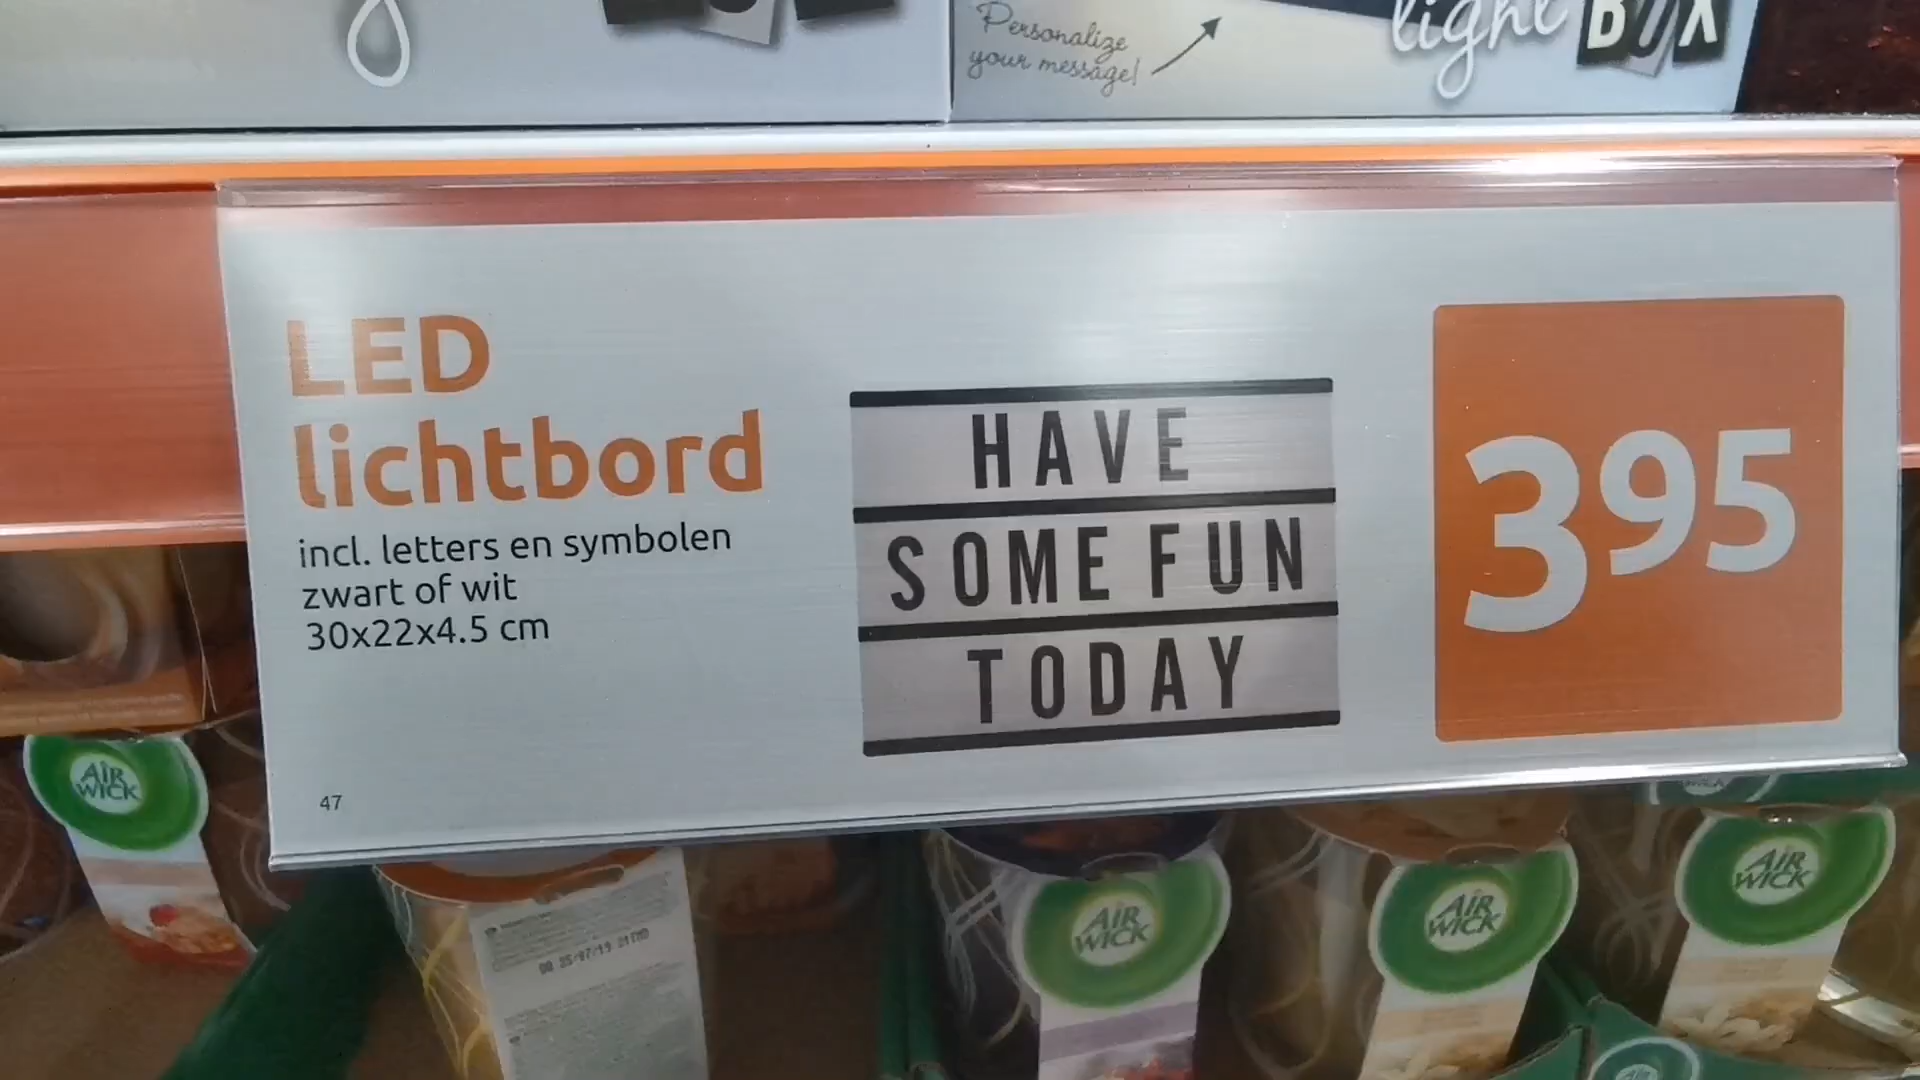 Personalize
your message!
light BOX
LED
lichtbord
incl. letters en symbolen
zwart of wit
30x22x4.5 cm
47
HAVE
SOME FUN
TODAY
395
AIR
WICK
AIR
WICK
AIR
WICK
AIR
WICK